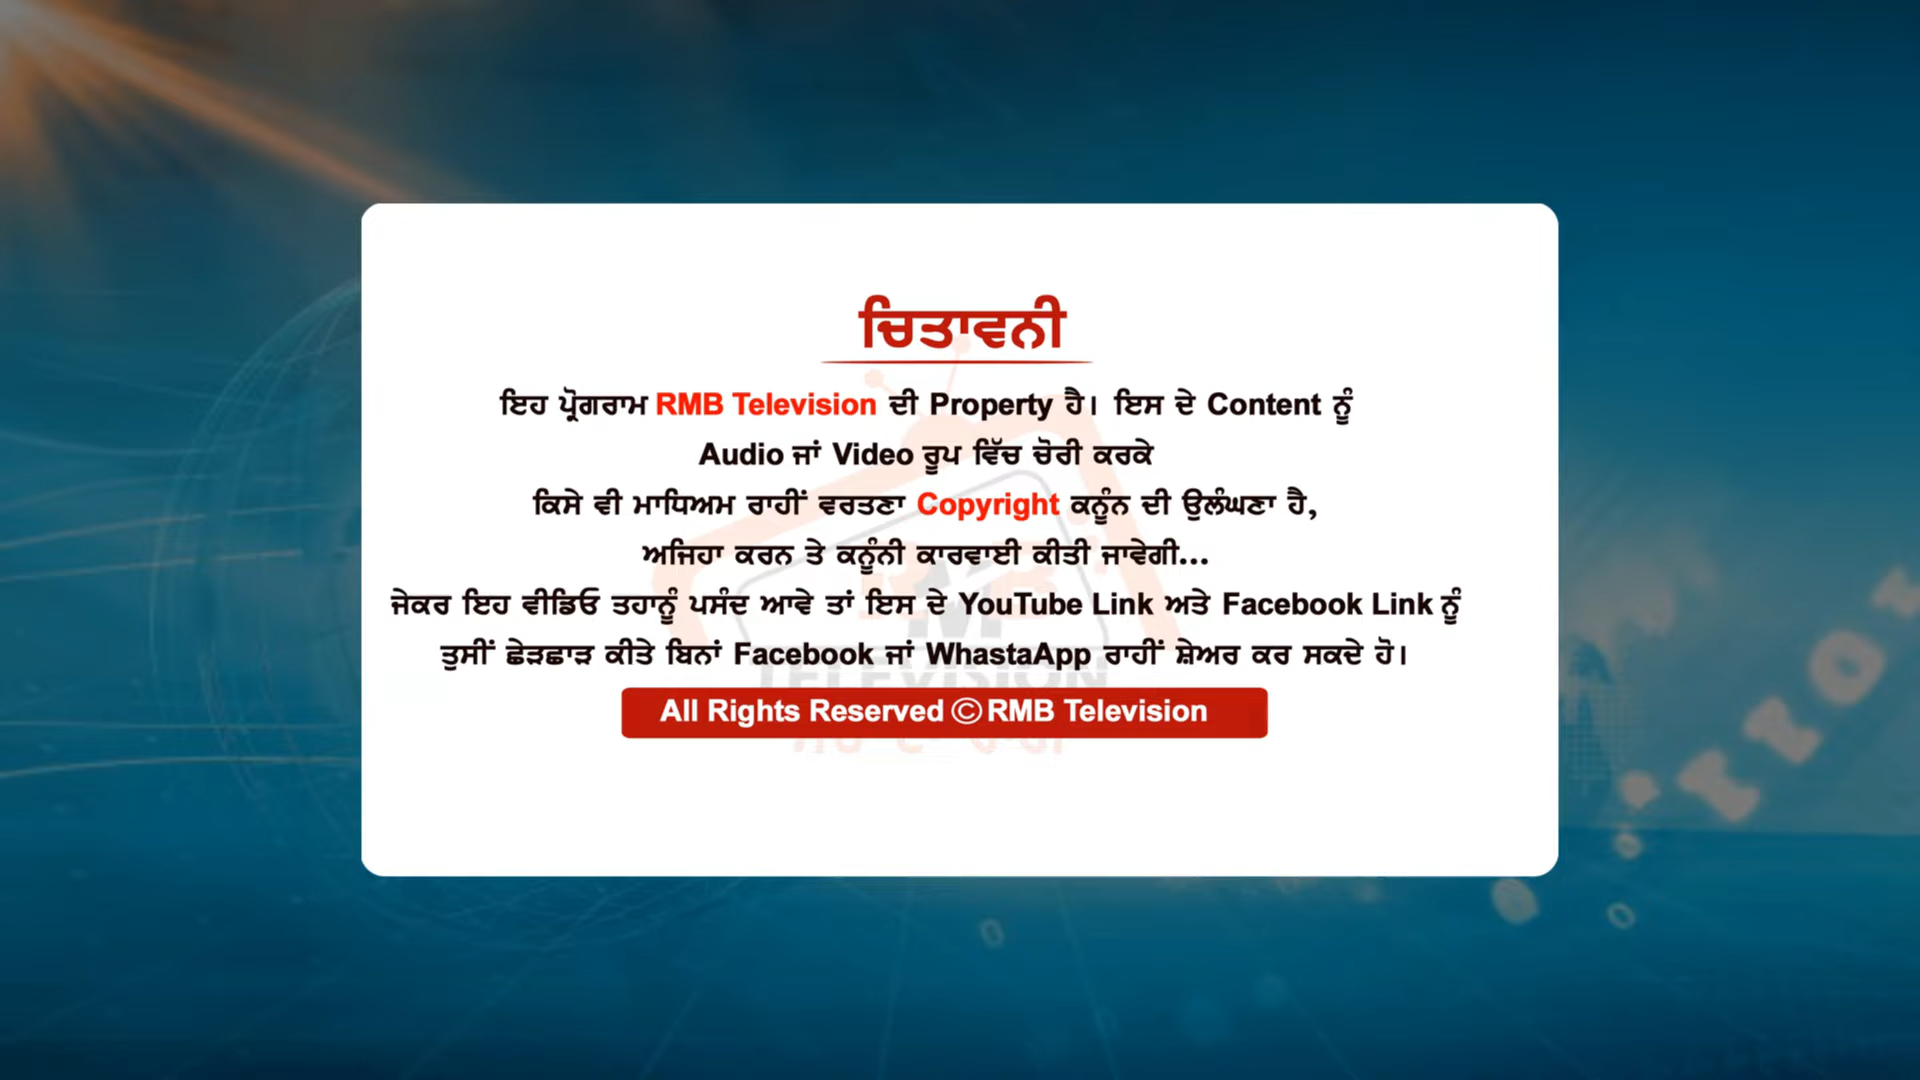 ਚਿਤਾਵਨੀ
ਇਹ ਪ੍ਰੋਗਰਾਮ RMB Television ਦੀ Property ਹੈ। ਇਸ ਦੇ Content ਨੂੰ
Audio ਜਾਂ Video ਰੂਪ ਵਿੱਚ ਚੋਰੀ ਕਰਕੇ
ਕਿਸੇ ਵੀ ਮਾਧਿਅਮ ਰਾਹੀਂ ਵਰਤਣਾ Copyright ਕਨੂੰਨ ਦੀ ਉਲੰਘਣਾ ਹੈ,
ਅਜਿਹਾ ਕਰਨ ਤੇ ਕਨੂੰਨੀ ਕਾਰਵਾਈ ਕੀਤੀ ਜਾਵੇਗੀ...
ਜੇਕਰ ਇਹ ਵੀਡਿਓ ਤਹਾਨੂੰ ਪਸੰਦ ਆਵੇ ਤਾਂ ਇਸ ਦੇ YouTube Link ਅਤੇ Facebook Link ਨੂੰ
ਤੁਸੀਂ ਛੇੜਛਾੜ ਕੀਤੇ ਬਿਨਾਂ Facebook ਜਾਂ WhastaApp ਰਾਹੀਂ ਸ਼ੇਅਰ ਕਰ ਸਕਦੇ ਹੋ।
TELEVISION
All Rights Reserved © RMB Television